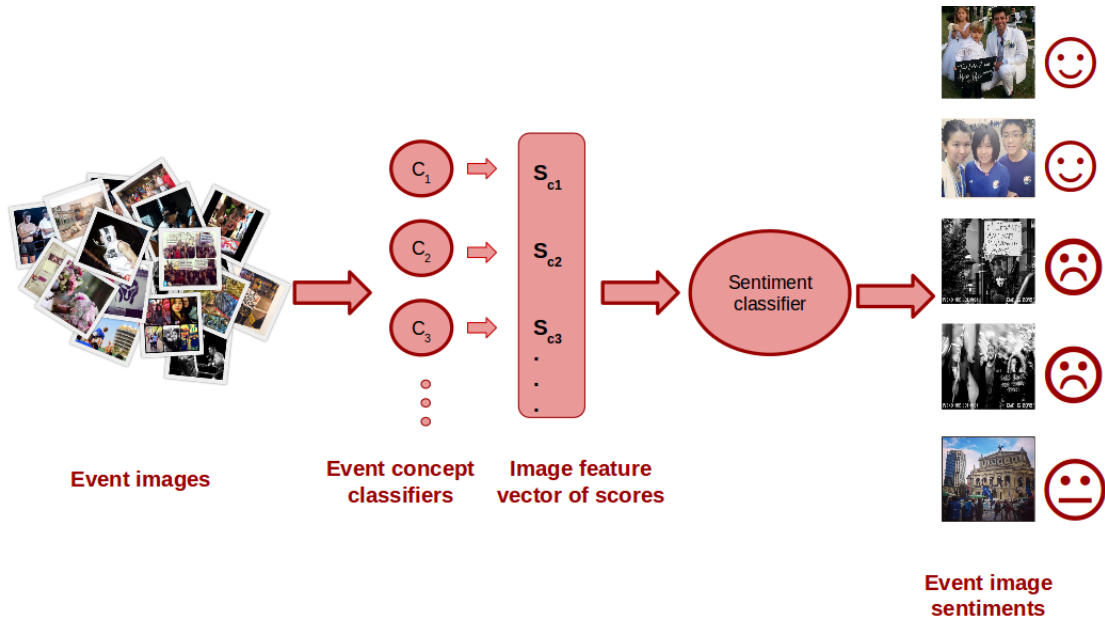 C1
C2
C3
Sc1
Sc2
Sc3
.
.
.
Sentiment
classifier
Event images
Event concept
classifiers
Image feature
vector of scores
Event image
sentiments